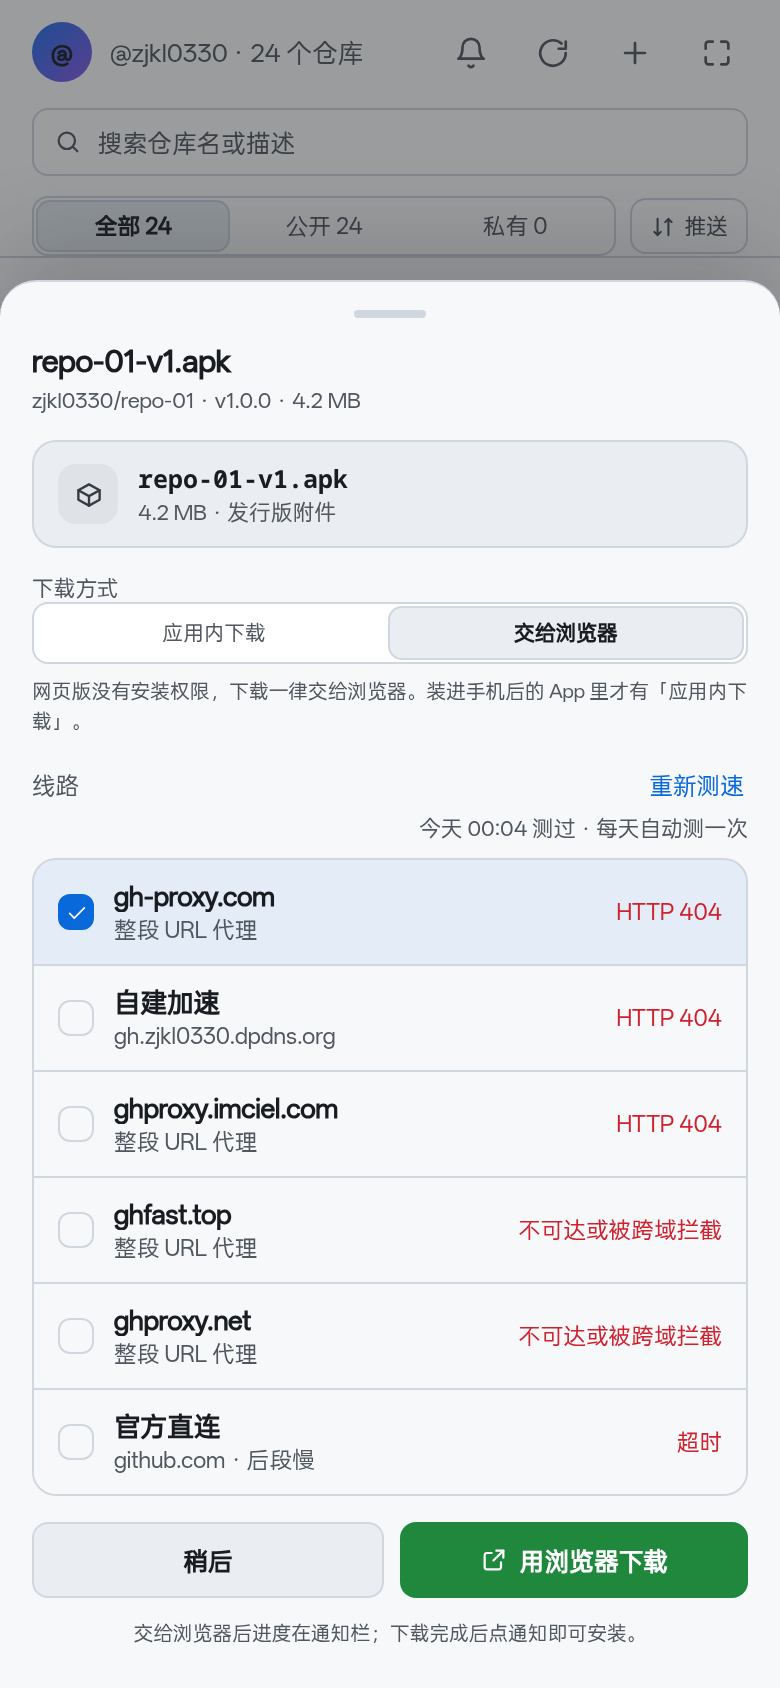 @ @zjkl0330 · 24 个仓库
搜索仓库名或描述
全部 24 公开 24 私有 0 推送
repo-01-v1.apk
zjkl0330/repo-01 · v1.0.0 · 4.2 MB
repo-01-v1.apk
4.2 MB · 发行版附件
下载方式
应用内下载 交给浏览器
网页版没有安装权限，下载一律交给浏览器。装进手机后的 App 里才有「应用内下
载」。
线路 重新测速
今天 00:04 测过 · 每天自动测一次
gh-proxy.com
整段 URL 代理
HTTP 404
自建加速
gh.zjkl0330.dpdns.org
HTTP 404
ghproxy.imciel.com
整段 URL 代理
HTTP 404
ghfast.top
整段 URL 代理
不可达或被跨域拦截
ghproxy.net
整段 URL 代理
不可达或被跨域拦截
官方直连
github.com · 后段慢
超时
稍后 用浏览器下载
交给浏览器后进度在通知栏；下载完成后点通知即可安装。